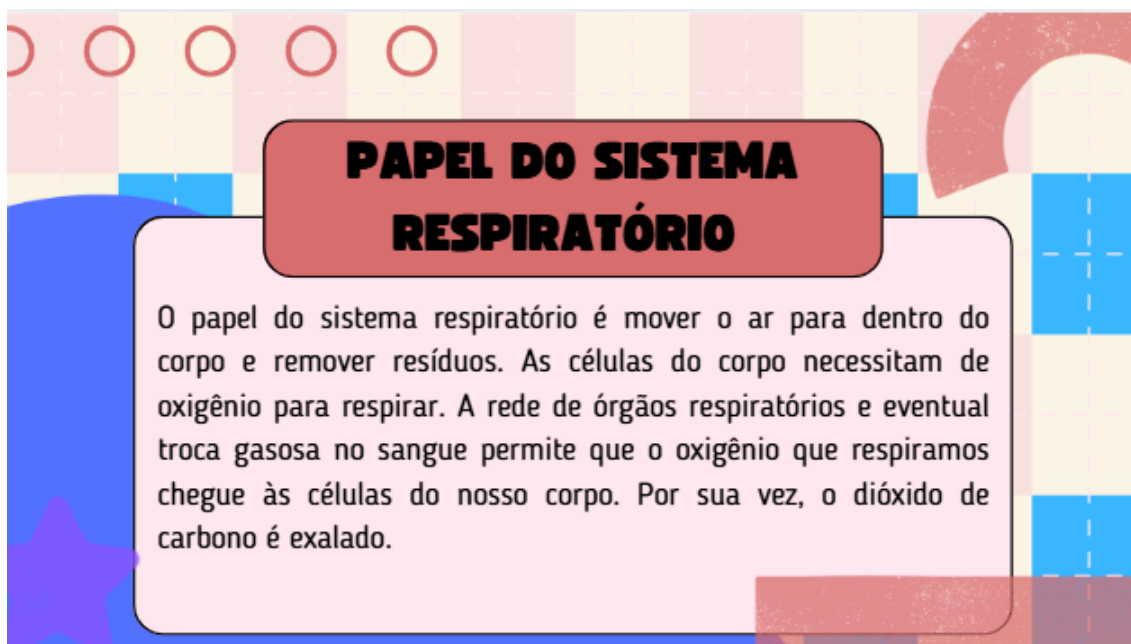 PAPEL DO SISTEMA
RESPIRATÓRIO
O papel do sistema respiratório é mover o ar para dentro do
corpo e remover resíduos. As células do corpo necessitam de
oxigênio para respirar. A rede de órgãos respiratórios e eventual
troca gasosa no sangue permite que o oxigênio que respiramos
chegue às células do nosso corpo. Por sua vez, o dióxido de
carbono é exalado.